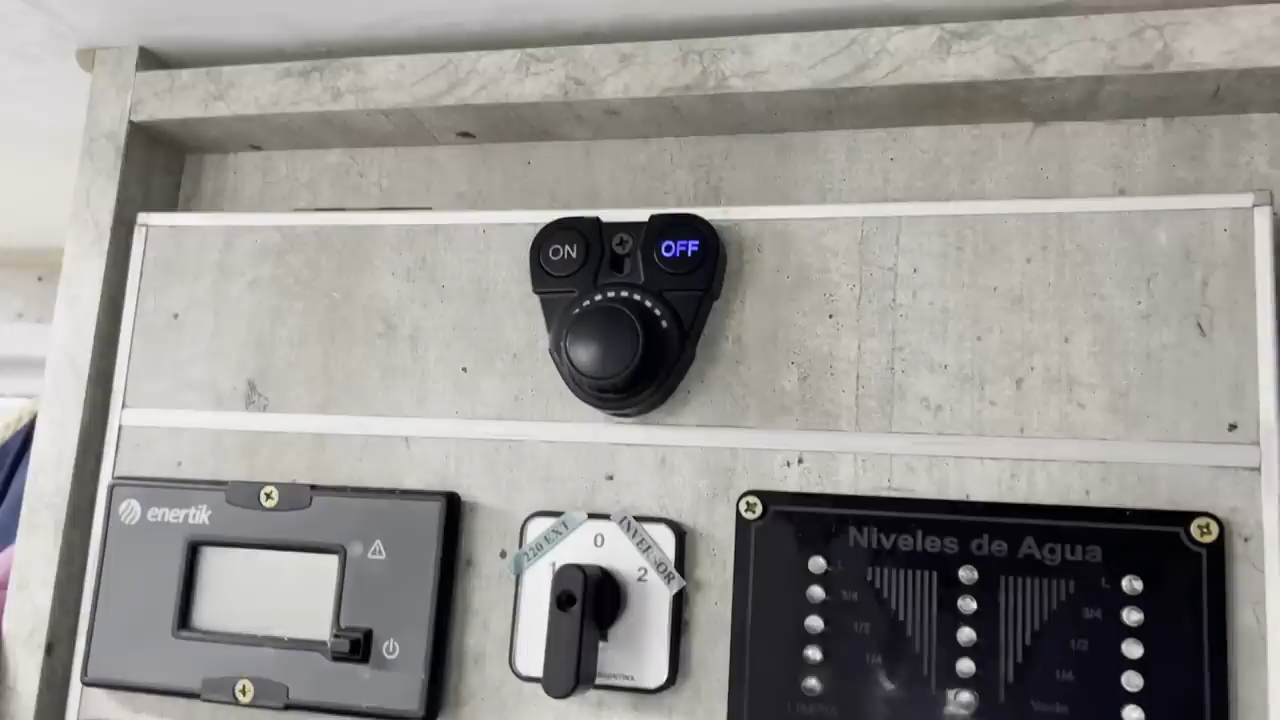 ON
OFF
enertik
220 EXT
0
INVERSOR
1
2
Niveles de Agua
L
3/4
1/2
1/4
L
3/4
1/2
1/4